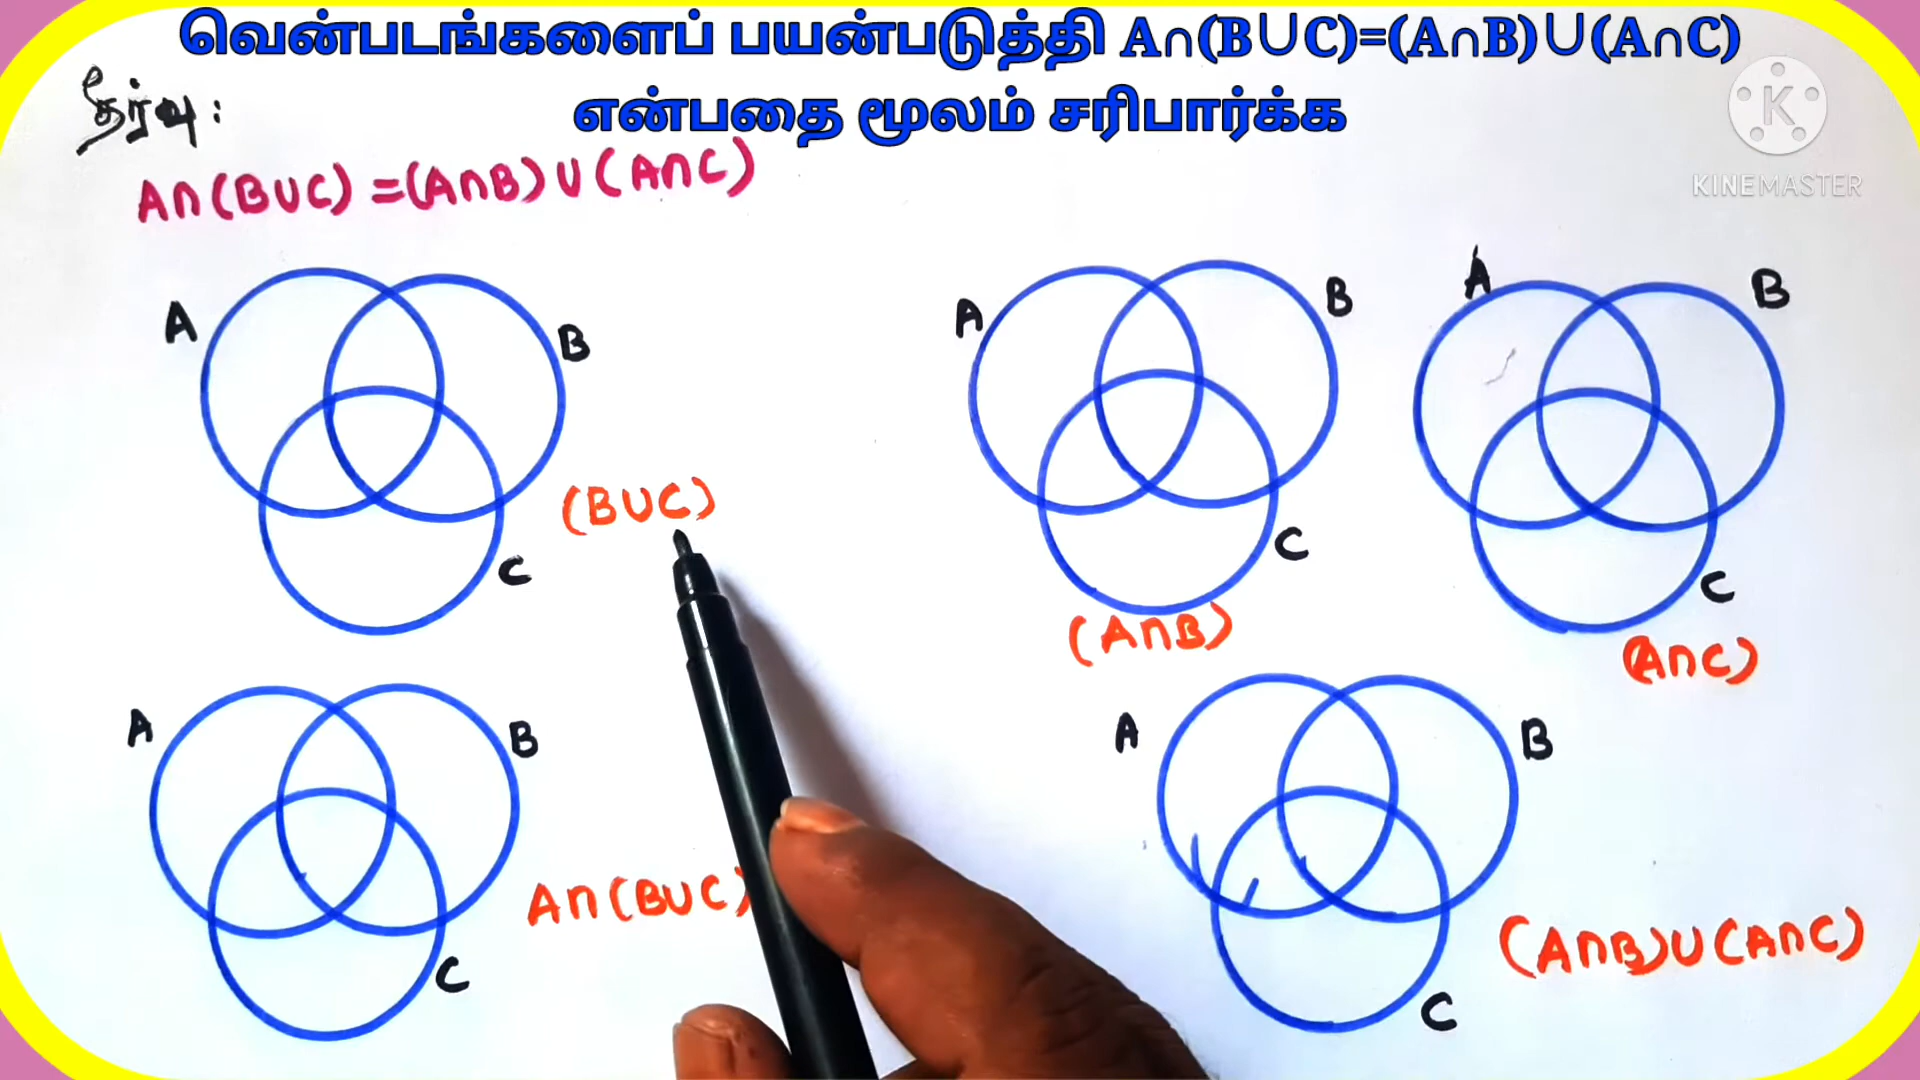 வென்படங்களைப் பயன்படுத்தி A∩(B∪C)=(A∩B)∪(A∩C)
என்பதை மூலம் சரிபார்க்க
தீர்வு:
K
KINEMASTER
A∩(B∪C) =(A∩B)∪(A∩C)
A
B
C
(B∪C)
A
B
C
(A∩B)
A
B
C
(A∩C)
A
B
C
A∩(B∪C)
A
B
C
(A∩B)∪(A∩C)